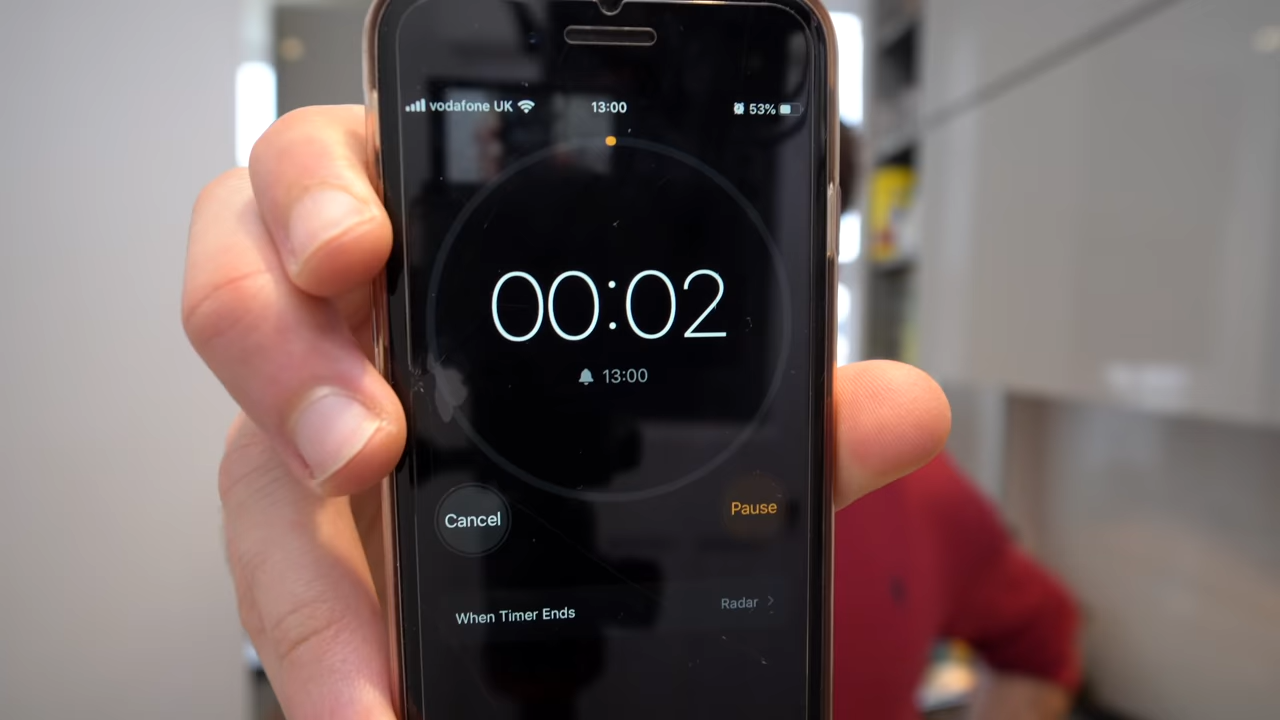 vodafone UK 13:00 53%
00:02
13:00
Cancel Pause
When Timer Ends Radar >